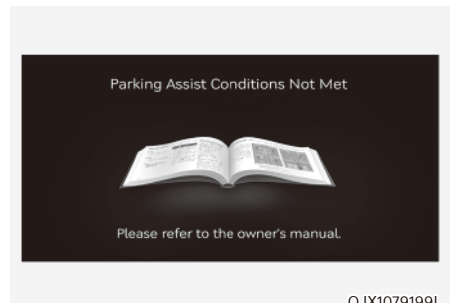 Parking Assist Conditions Not Met
Please refer to the owner's manual.
OJX1079199L